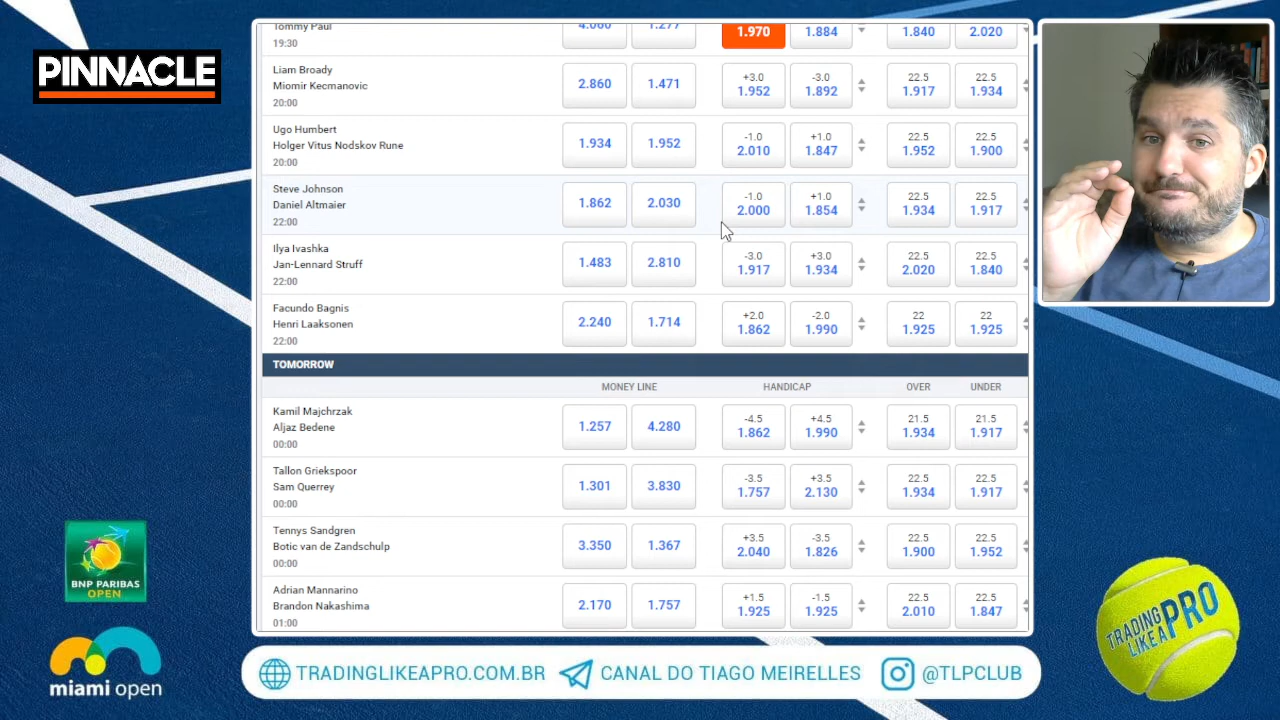 PINNACLE
Tommy Paul
19:30
4.060 1.277 1.970 1.884 1.840 2.020
Liam Broady
Miomir Kecmanovic
20:00
2.860 1.471 +3.0 1.952 -3.0 1.892 22.5 1.917 22.5 1.934
Ugo Humbert
Holger Vitus Nodskov Rune
20:00
1.934 1.952 -1.0 2.010 +1.0 1.847 22.5 1.952 22.5 1.900
Steve Johnson
Daniel Altmaier
22:00
1.862 2.030 -1.0 2.000 +1.0 1.854 22.5 1.934 22.5 1.917
Ilya Ivashka
Jan-Lennard Struff
22:00
1.483 2.810 -3.0 1.917 +3.0 1.934 22.5 2.020 22.5 1.840
Facundo Bagnis
Henri Laaksonen
22:00
2.240 1.714 +2.0 1.862 -2.0 1.990 22 1.925 22 1.925
TOMORROW
MONEY LINE HANDICAP OVER UNDER
Kamil Majchrzak
Aljaz Bedene
00:00
1.257 4.280 -4.5 1.862 +4.5 1.990 21.5 1.934 21.5 1.917
Tallon Griekspoor
Sam Querrey
00:00
1.301 3.830 -3.5 1.757 +3.5 2.130 22.5 1.934 22.5 1.917
Tennys Sandgren
Botic van de Zandschulp
00:00
3.350 1.367 +3.5 2.040 -3.5 1.826 22.5 1.900 22.5 1.952
Adrian Mannarino
Brandon Nakashima
01:00
2.170 1.757 +1.5 1.925 -1.5 1.925 22.5 2.010 22.5 1.847
BNP PARIBAS
OPEN
miami open
TRADING
LIKE A
PRO
TRADINGLIKEAPRO.COM.BR CANAL DO TIAGO MEIRELLES @TLPCLUB